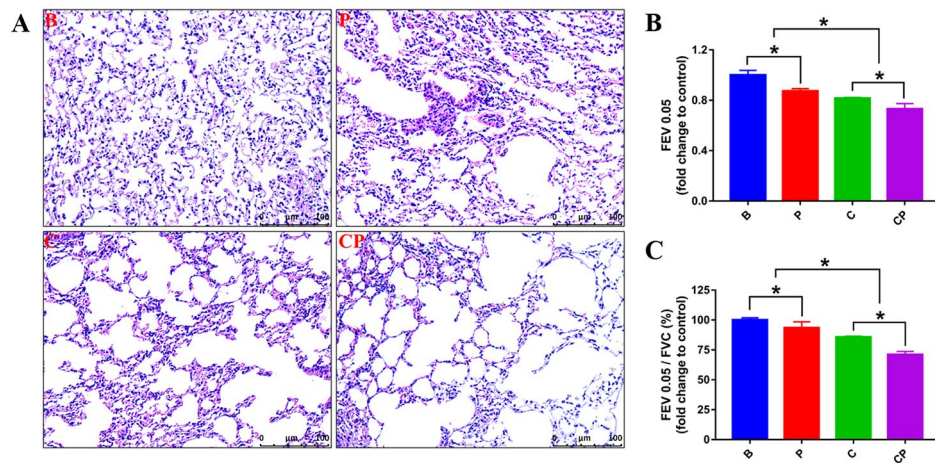 A
B
P
0 μm 100
0 μm 100
C
CP
0 μm 100
0 μm 100
B
FEV 0.05
(fold change to control)
1.2
0.8
0.4
0.0
*
*
*
B P C CP
C
FEV 0.05 / FVC (%)
(fold change to control)
125
100
75
50
25
0
*
*
*
B P C CP